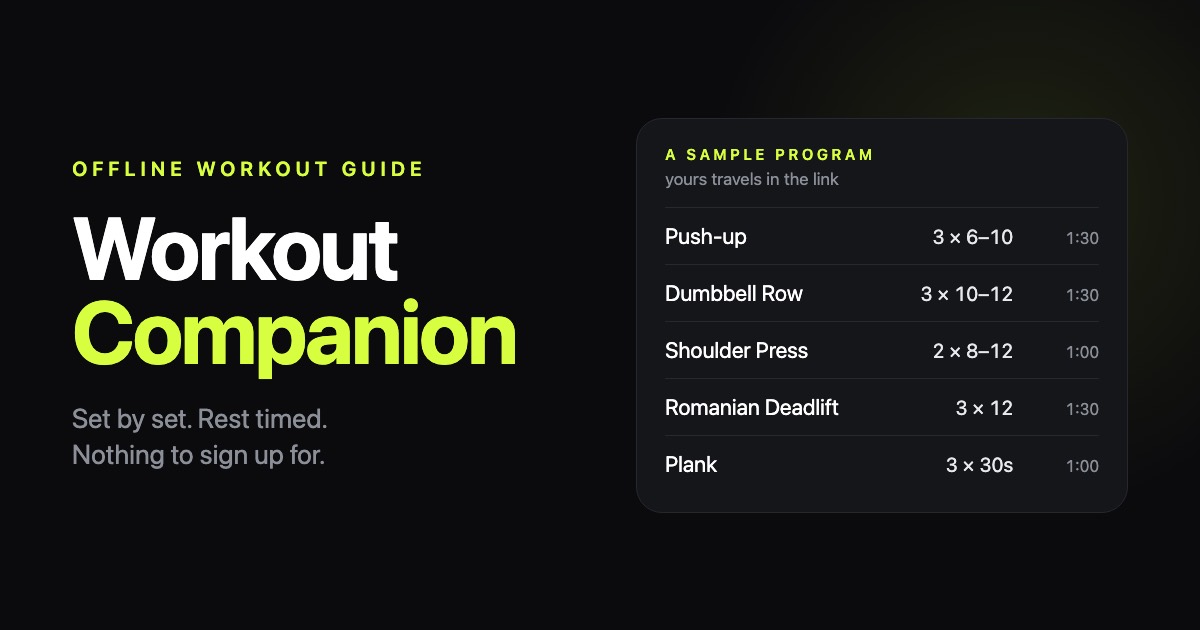 OFFLINE WORKOUT GUIDE
Workout
Companion
Set by set. Rest timed.
Nothing to sign up for.
A SAMPLE PROGRAM
yours travels in the link
Push-up 3 × 6–10 1:30
Dumbbell Row 3 × 10–12 1:30
Shoulder Press 2 × 8–12 1:00
Romanian Deadlift 3 × 12 1:30
Plank 3 × 30s 1:00